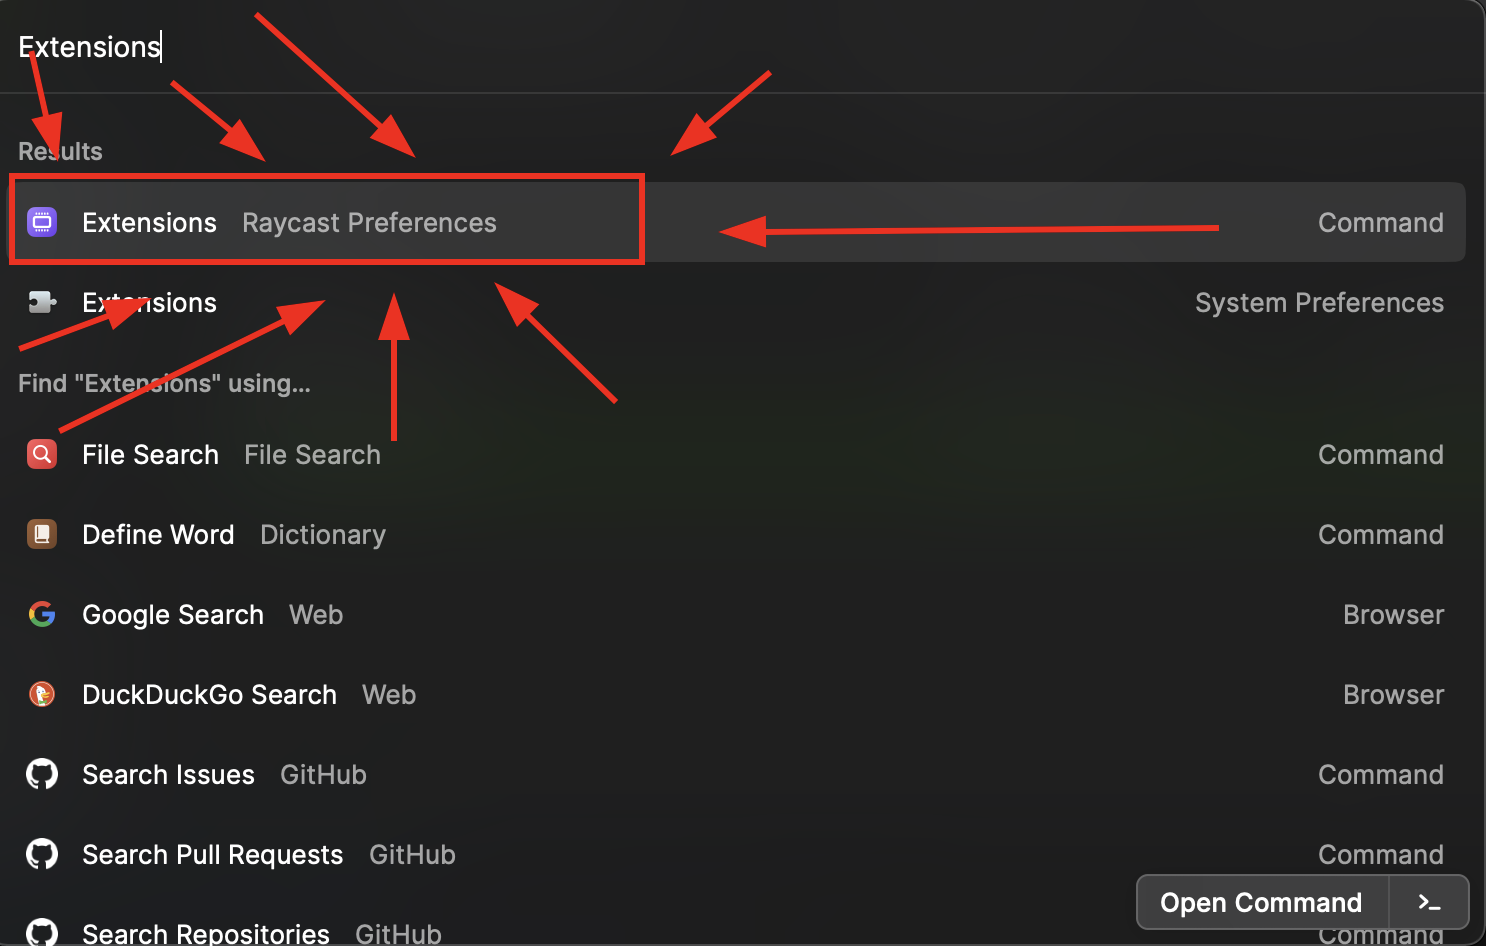 Extensions
Results
Extensions Raycast Preferences Command
Extensions System Preferences
Find "Extensions" using...
File Search File Search Command
Define Word Dictionary Command
Google Search Web Browser
DuckDuckGo Search Web Browser
Search Issues GitHub Command
Search Pull Requests GitHub Command
Open Command >_
Search Repositories GitHub Command